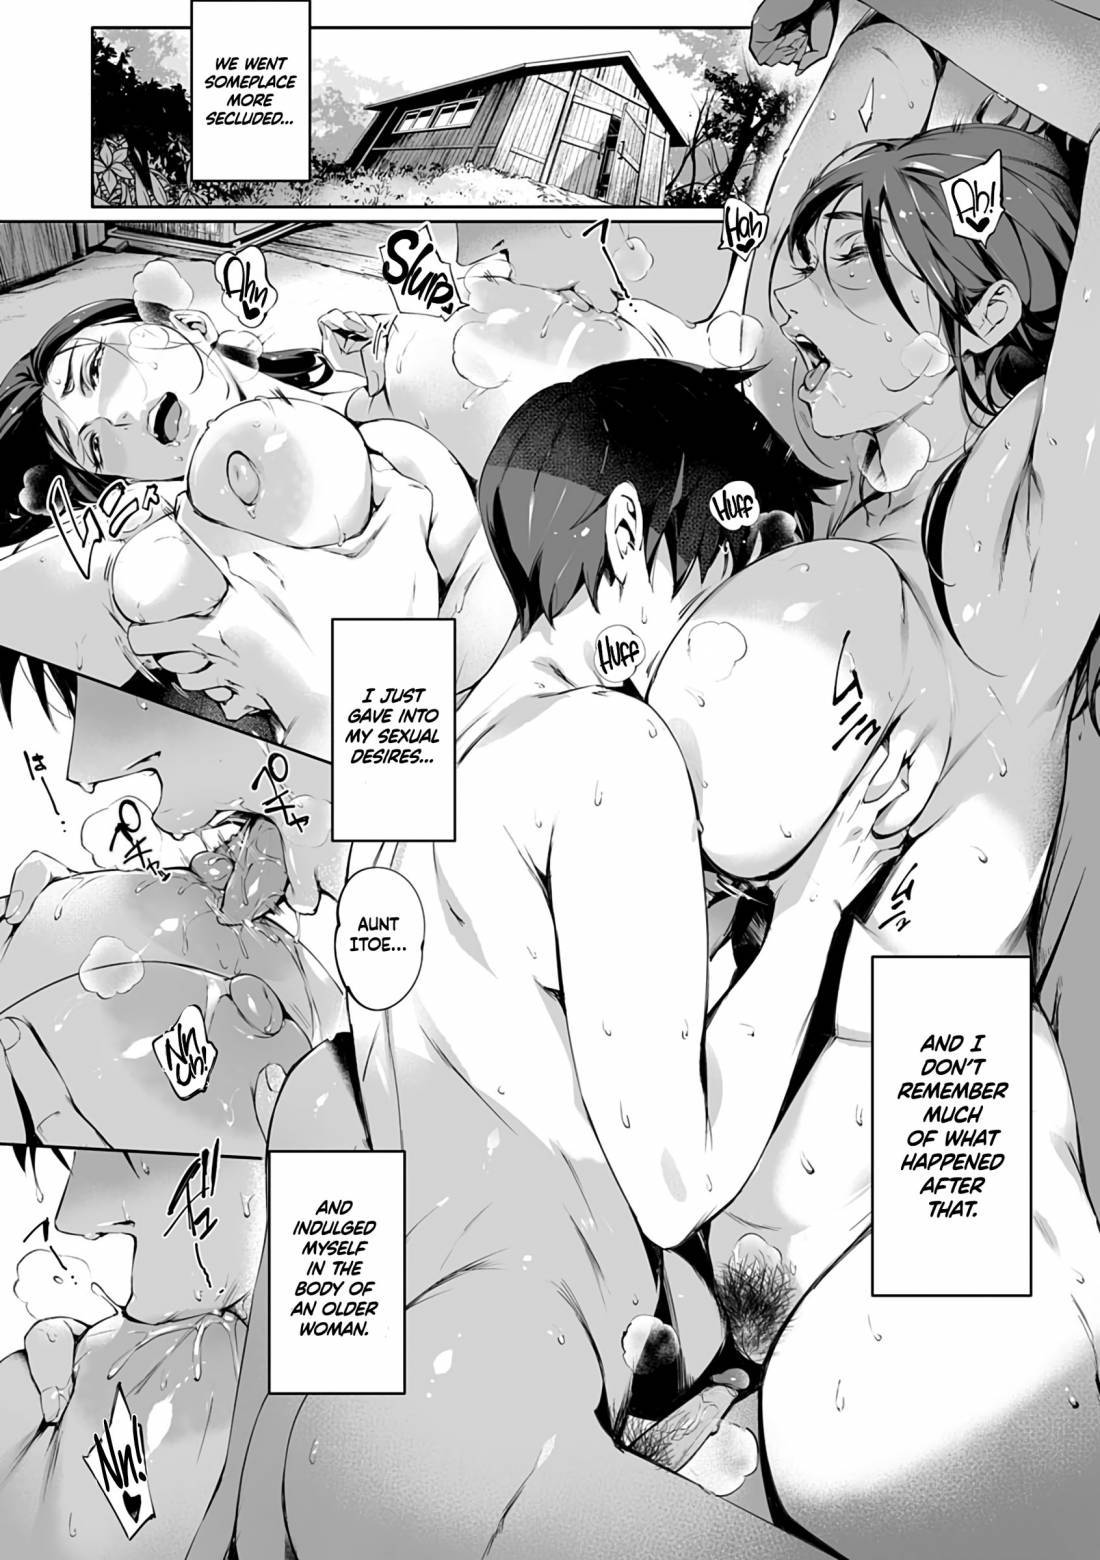 WE WENT
SOMEPLACE
MORE
SECLUDED...
Ah!
Hah
Slurp
Ahn
Huff
Huff
I JUST
GAVE INTO
MY SEXUAL
DESIRES...
は
AUNT
ITOE...
AND I
DON'T
REMEMBER
MUCH
OF WHAT
HAPPENED
AFTER
THAT.
Nn
uh!
AND
INDULGED
MYSELF
IN THE
BODY OF
AN OLDER
WOMAN.
Nn!!